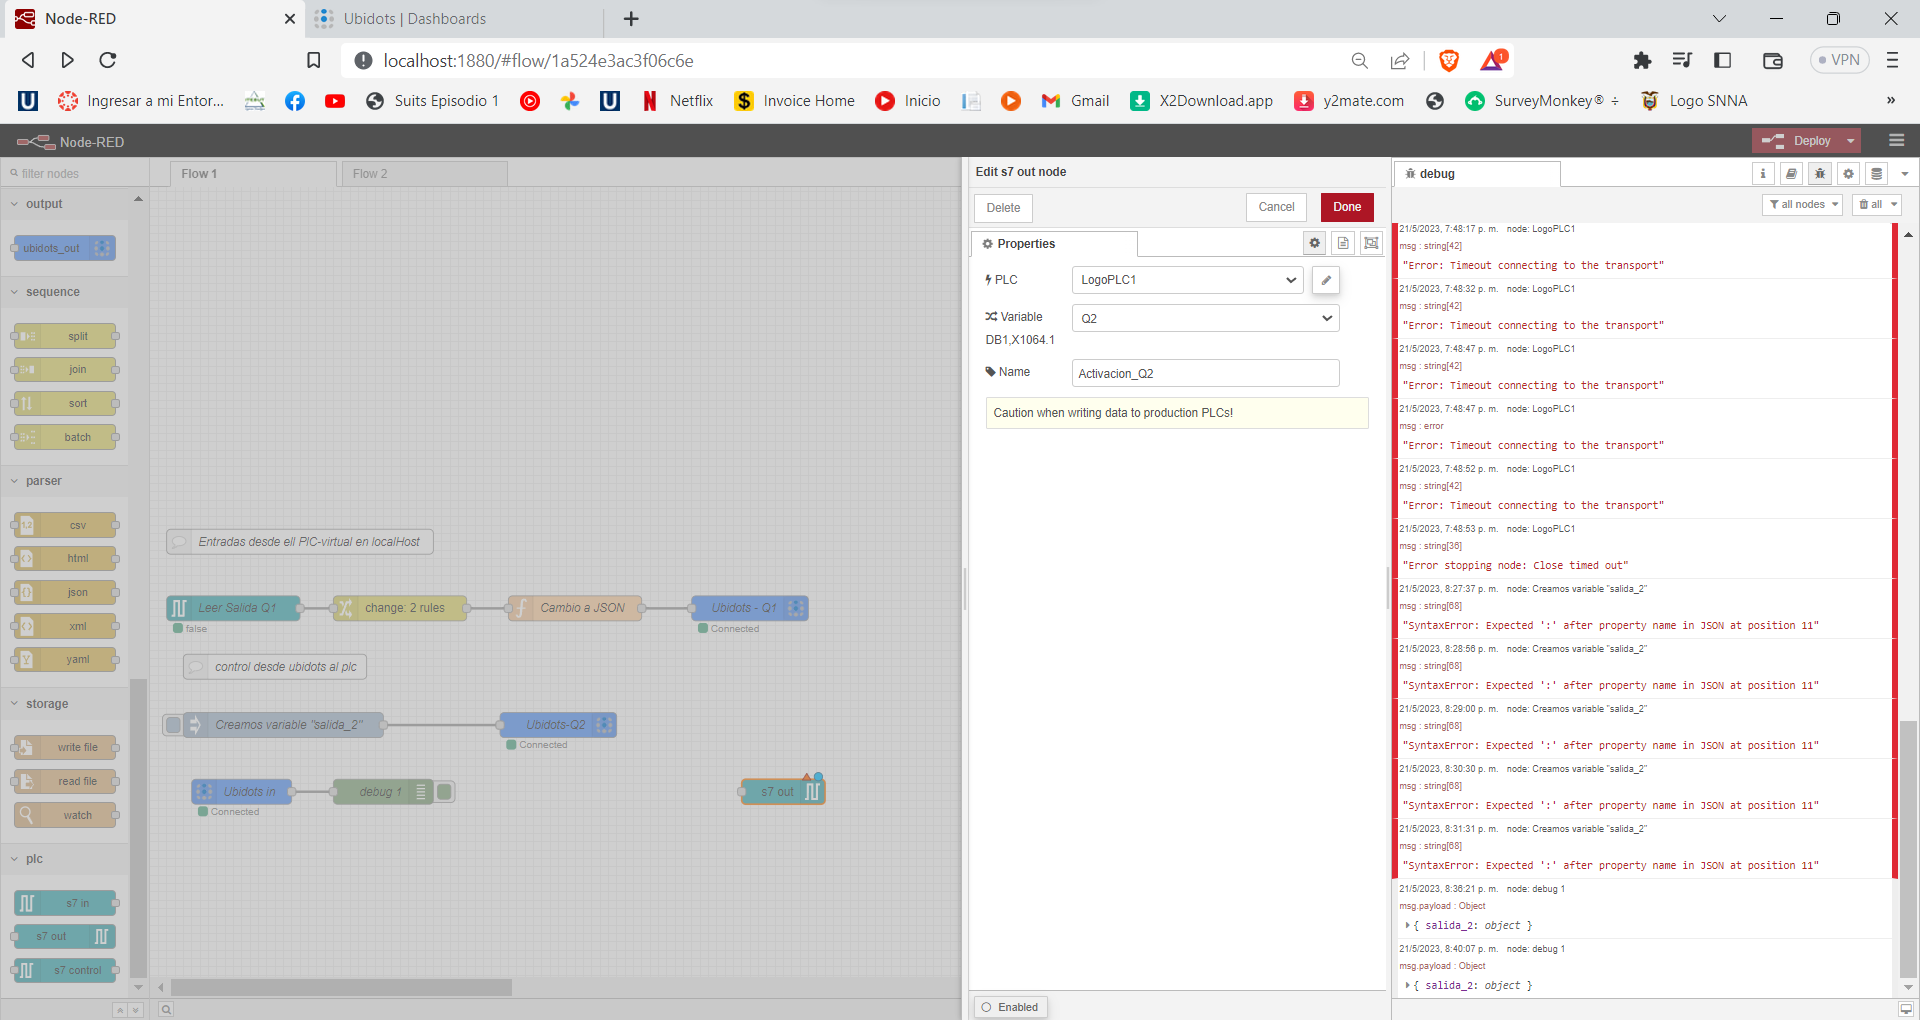 Node-RED
Ubidots | Dashboards
localhost:1880/#flow/1a524e3ac3f06c6e
1
VPN
Ingresar a mi Entor...
Suits Episodio 1
Netflix
Invoice Home
Inicio
Gmail
X2Download.app
y2mate.com
SurveyMonkey® ÷
Logo SNNA
»
Node-RED
Deploy
filter nodes
Flow 1
Flow 2
output
ubidots_out
sequence
split
join
sort
batch
parser
csv
html
json
xml
yaml
storage
write file
read file
watch
plc
s7 in
s7 out
s7 control
Entradas desde ell PlC-virtual en localHost
Leer Salida Q1
false
change: 2 rules
Cambio a JSON
Ubidots - Q1
Connected
control desde ubidots al plc
Creamos variable "salida_2"
Ubidots-Q2
Connected
Ubidots in
Connected
debug 1
s7 out
Edit s7 out node
Delete
Cancel
Done
Properties
PLC
LogoPLC1
Variable
Q2
DB1,X1064.1
Name
Activacion_Q2
Caution when writing data to production PLCs!
Enabled
debug
all nodes
all
21/5/2023, 7:48:17 p. m. node: LogoPLC1
msg : string[42]
"Error: Timeout connecting to the transport"
21/5/2023, 7:48:32 p. m. node: LogoPLC1
msg : string[42]
"Error: Timeout connecting to the transport"
21/5/2023, 7:48:47 p. m. node: LogoPLC1
msg : string[42]
"Error: Timeout connecting to the transport"
21/5/2023, 7:48:47 p. m. node: LogoPLC1
msg : error
"Error: Timeout connecting to the transport"
21/5/2023, 7:48:52 p. m. node: LogoPLC1
msg : string[42]
"Error: Timeout connecting to the transport"
21/5/2023, 7:48:53 p. m. node: LogoPLC1
msg : string[36]
"Error stopping node: Close timed out"
21/5/2023, 8:27:37 p. m. node: Creamos variable "salida_2"
msg : string[68]
"SyntaxError: Expected ':' after property name in JSON at position 11"
21/5/2023, 8:28:56 p. m. node: Creamos variable "salida_2"
msg : string[68]
"SyntaxError: Expected ':' after property name in JSON at position 11"
21/5/2023, 8:29:00 p. m. node: Creamos variable "salida_2"
msg : string[68]
"SyntaxError: Expected ':' after property name in JSON at position 11"
21/5/2023, 8:30:30 p. m. node: Creamos variable "salida_2"
msg : string[68]
"SyntaxError: Expected ':' after property name in JSON at position 11"
21/5/2023, 8:31:31 p. m. node: Creamos variable "salida_2"
msg : string[68]
"SyntaxError: Expected ':' after property name in JSON at position 11"
21/5/2023, 8:36:21 p. m. node: debug 1
msg.payload : Object
{ salida_2: object }
21/5/2023, 8:40:07 p. m. node: debug 1
msg.payload : Object
{ salida_2: object }